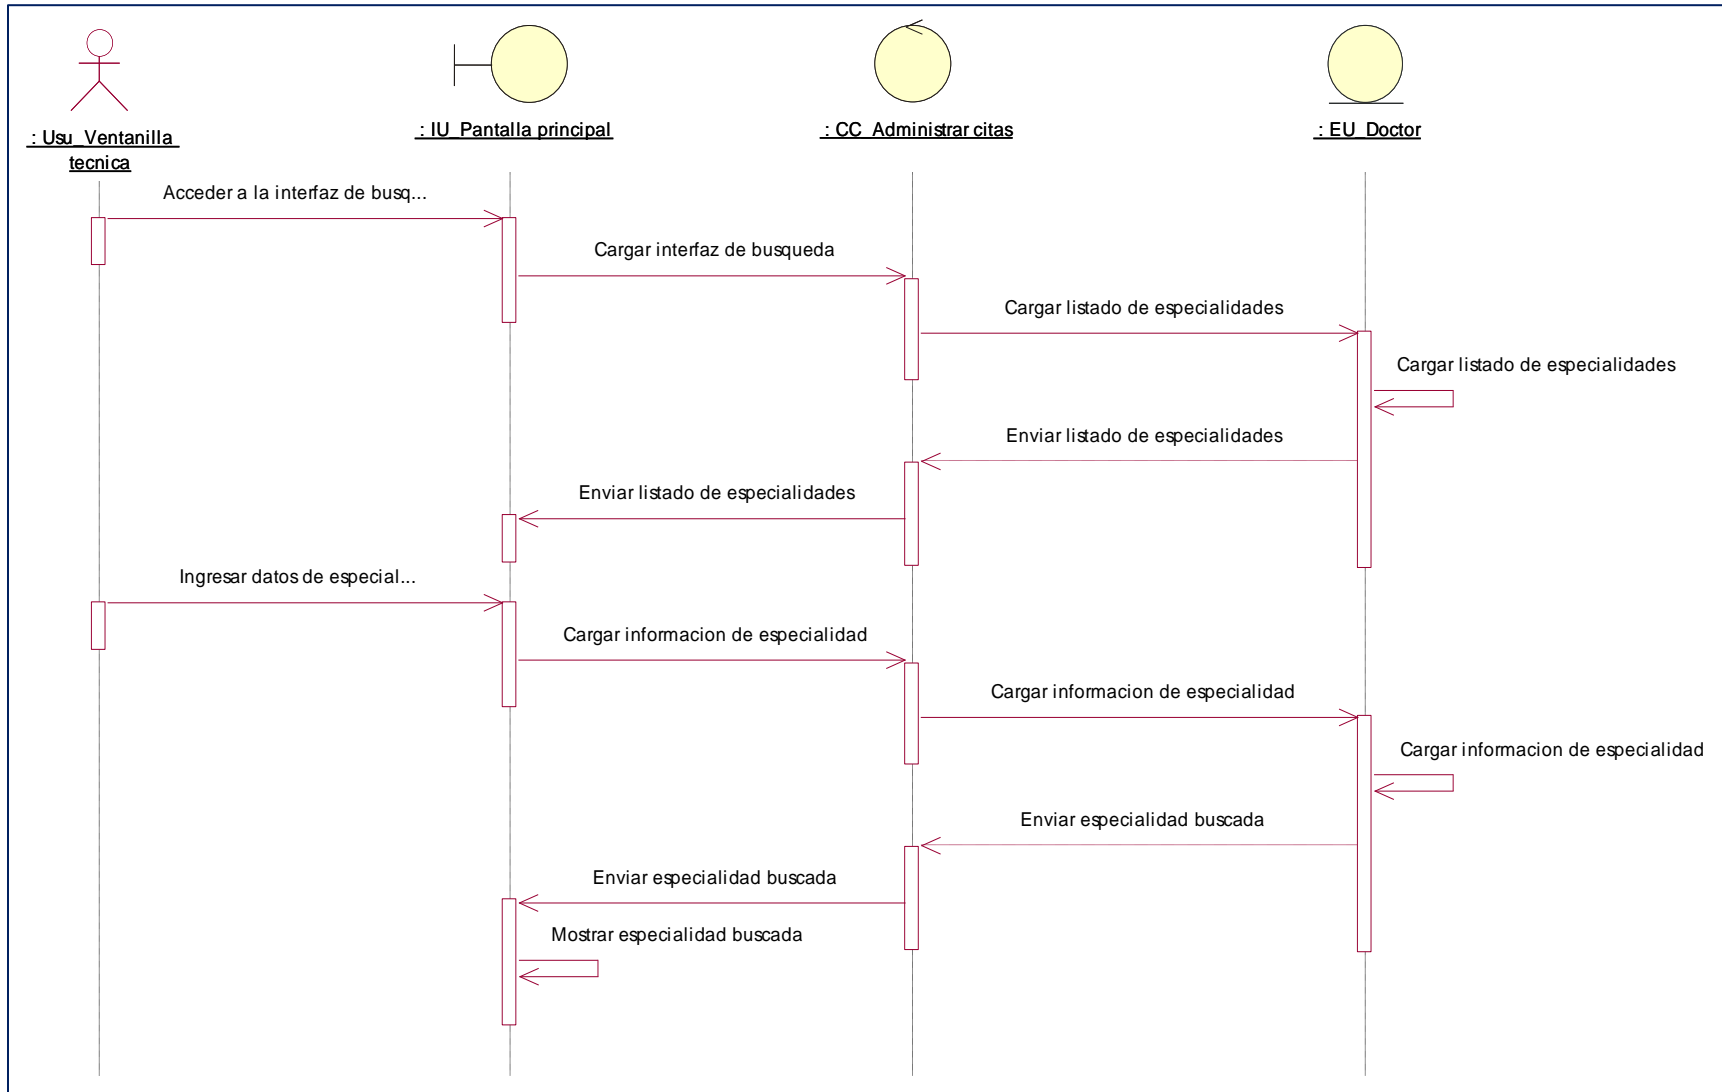 : Usu_Ventanilla
tecnica
: IU_Pantalla principal
: CC_Administrar citas
: EU_Doctor
Acceder a la interfaz de busq...
Cargar interfaz de busqueda
Cargar listado de especialidades
Cargar listado de especialidades
Enviar listado de especialidades
Enviar listado de especialidades
Ingresar datos de especial...
Cargar informacion de especialidad
Cargar informacion de especialidad
Cargar informacion de especialidad
Enviar especialidad buscada
Enviar especialidad buscada
Mostrar especialidad buscada